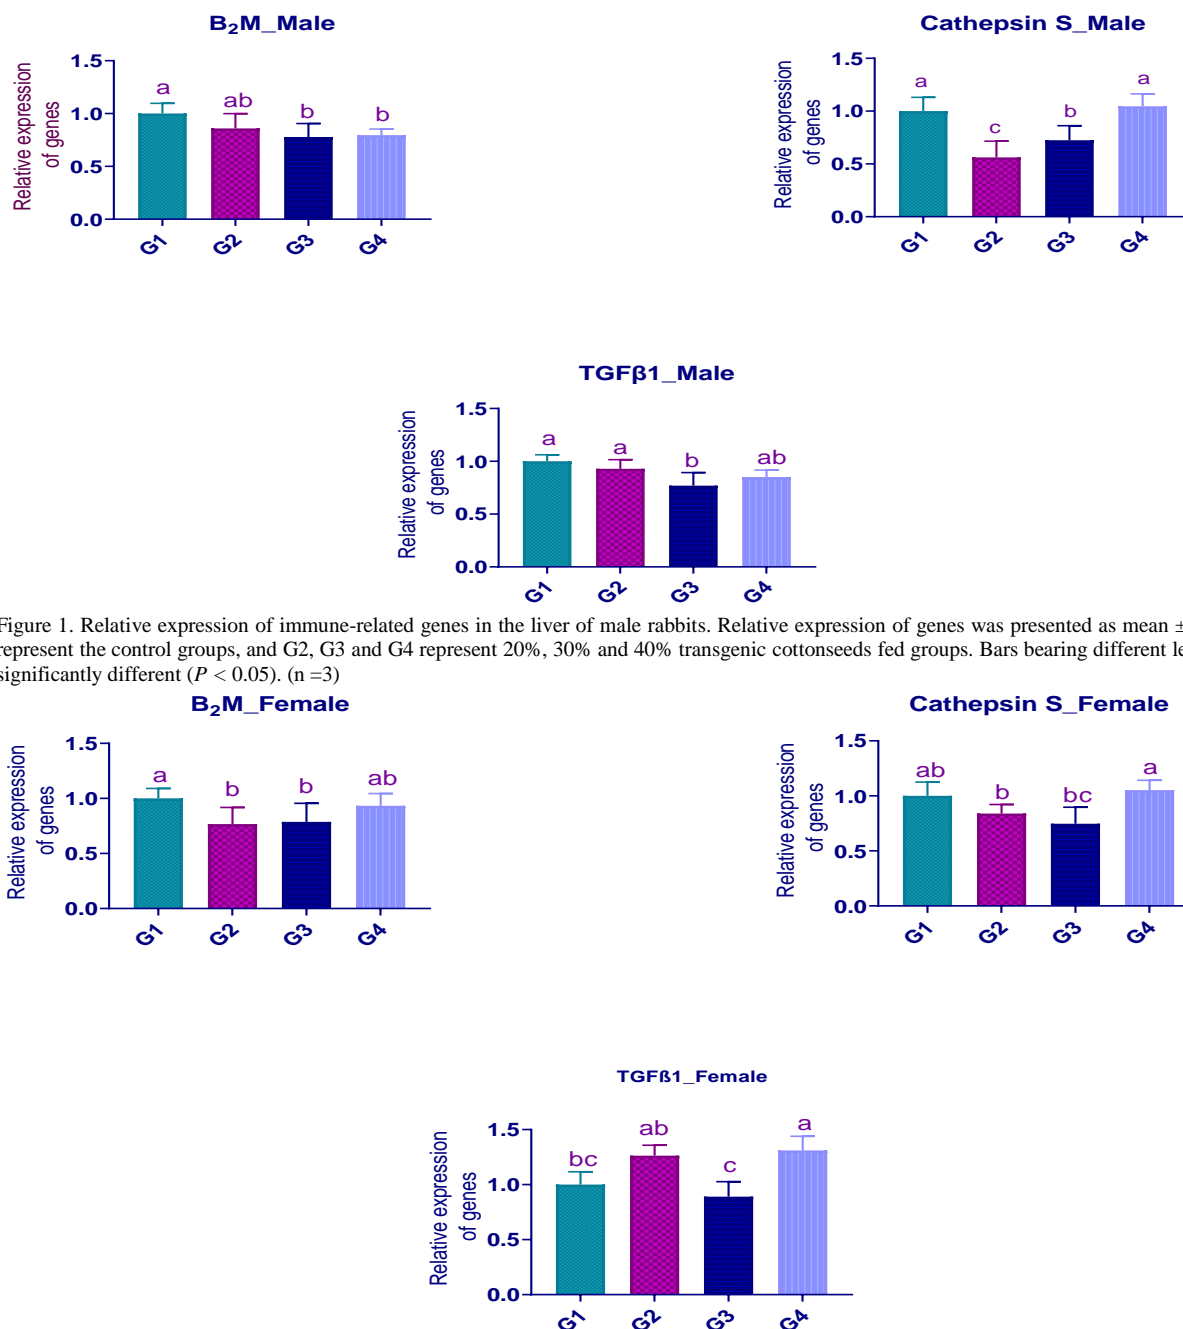 B₂M_Male
Relative expression
of genes
1.5
1.0
0.5
0.0
a
ab
b
b
G1
G2
G3
G4
Cathepsin S_Male
Relative expression
of genes
1.5
1.0
0.5
0.0
a
c
b
a
G1
G2
G3
G4
TGFβ1_Male
Relative expression
of genes
1.5
1.0
0.5
0.0
a
a
b
ab
G1
G2
G3
G4
Figure 1. Relative expression of immune-related genes in the liver of male rabbits. Relative expression of genes was presented as mean ±
represent the control groups, and G2, G3 and G4 represent 20%, 30% and 40% transgenic cottonseeds fed groups. Bars bearing different le
significantly different (P < 0.05). (n =3)
B₂M_Female
Relative expression
of genes
1.5
1.0
0.5
0.0
a
b
b
ab
G1
G2
G3
G4
Cathepsin S_Female
Relative expression
of genes
1.5
1.0
0.5
0.0
ab
b
bc
a
G1
G2
G3
G4
TGFß1_Female
Relative expression
of genes
1.5
1.0
0.5
0.0
bc
ab
c
a
G1
G2
G3
G4